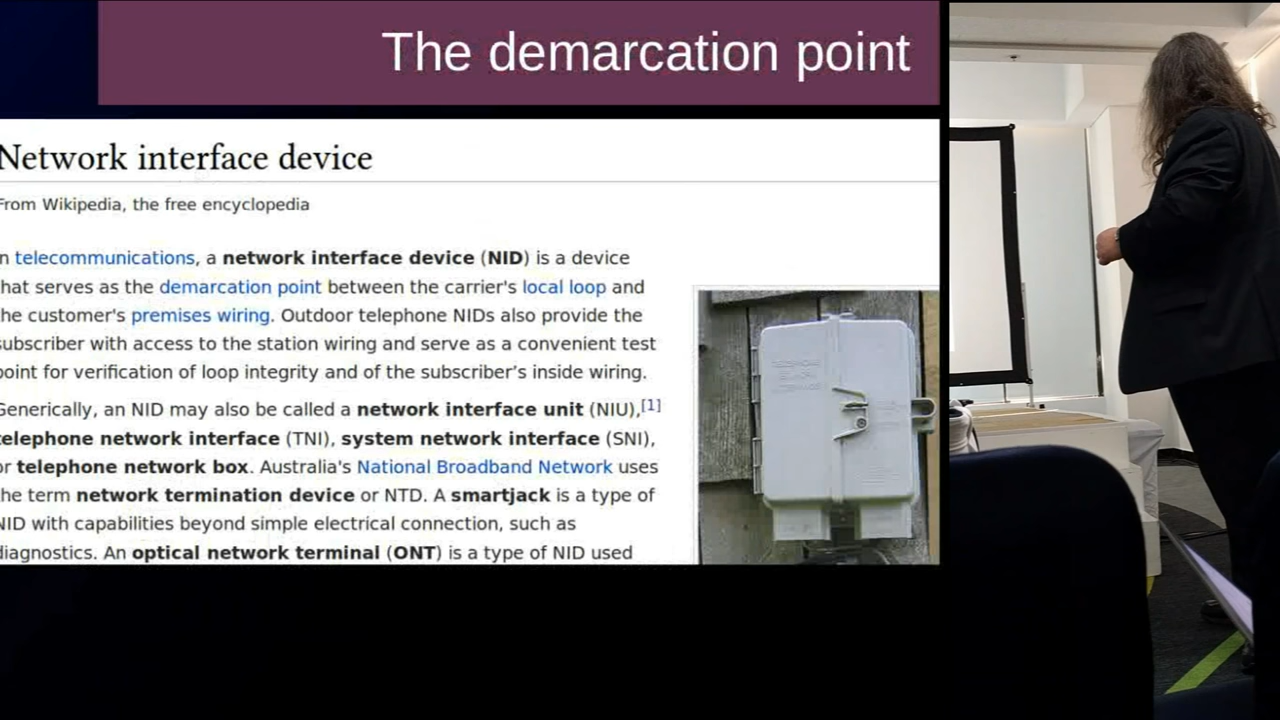 The demarcation point
Network interface device
From Wikipedia, the free encyclopedia
n telecommunications, a network interface device (NID) is a device
hat serves as the demarcation point between the carrier's local loop and
he customer's premises wiring. Outdoor telephone NIDs also provide the
subscriber with access to the station wiring and serve as a convenient test
point for verification of loop integrity and of the subscriber’s inside wiring.
Generically, an NID may also be called a network interface unit (NIU),[1]
telephone network interface (TNI), system network interface (SNI),
or telephone network box. Australia's National Broadband Network uses
he term network termination device or NTD. A smartjack is a type of
NID with capabilities beyond simple electrical connection, such as
diagnostics. An optical network terminal (ONT) is a type of NID used